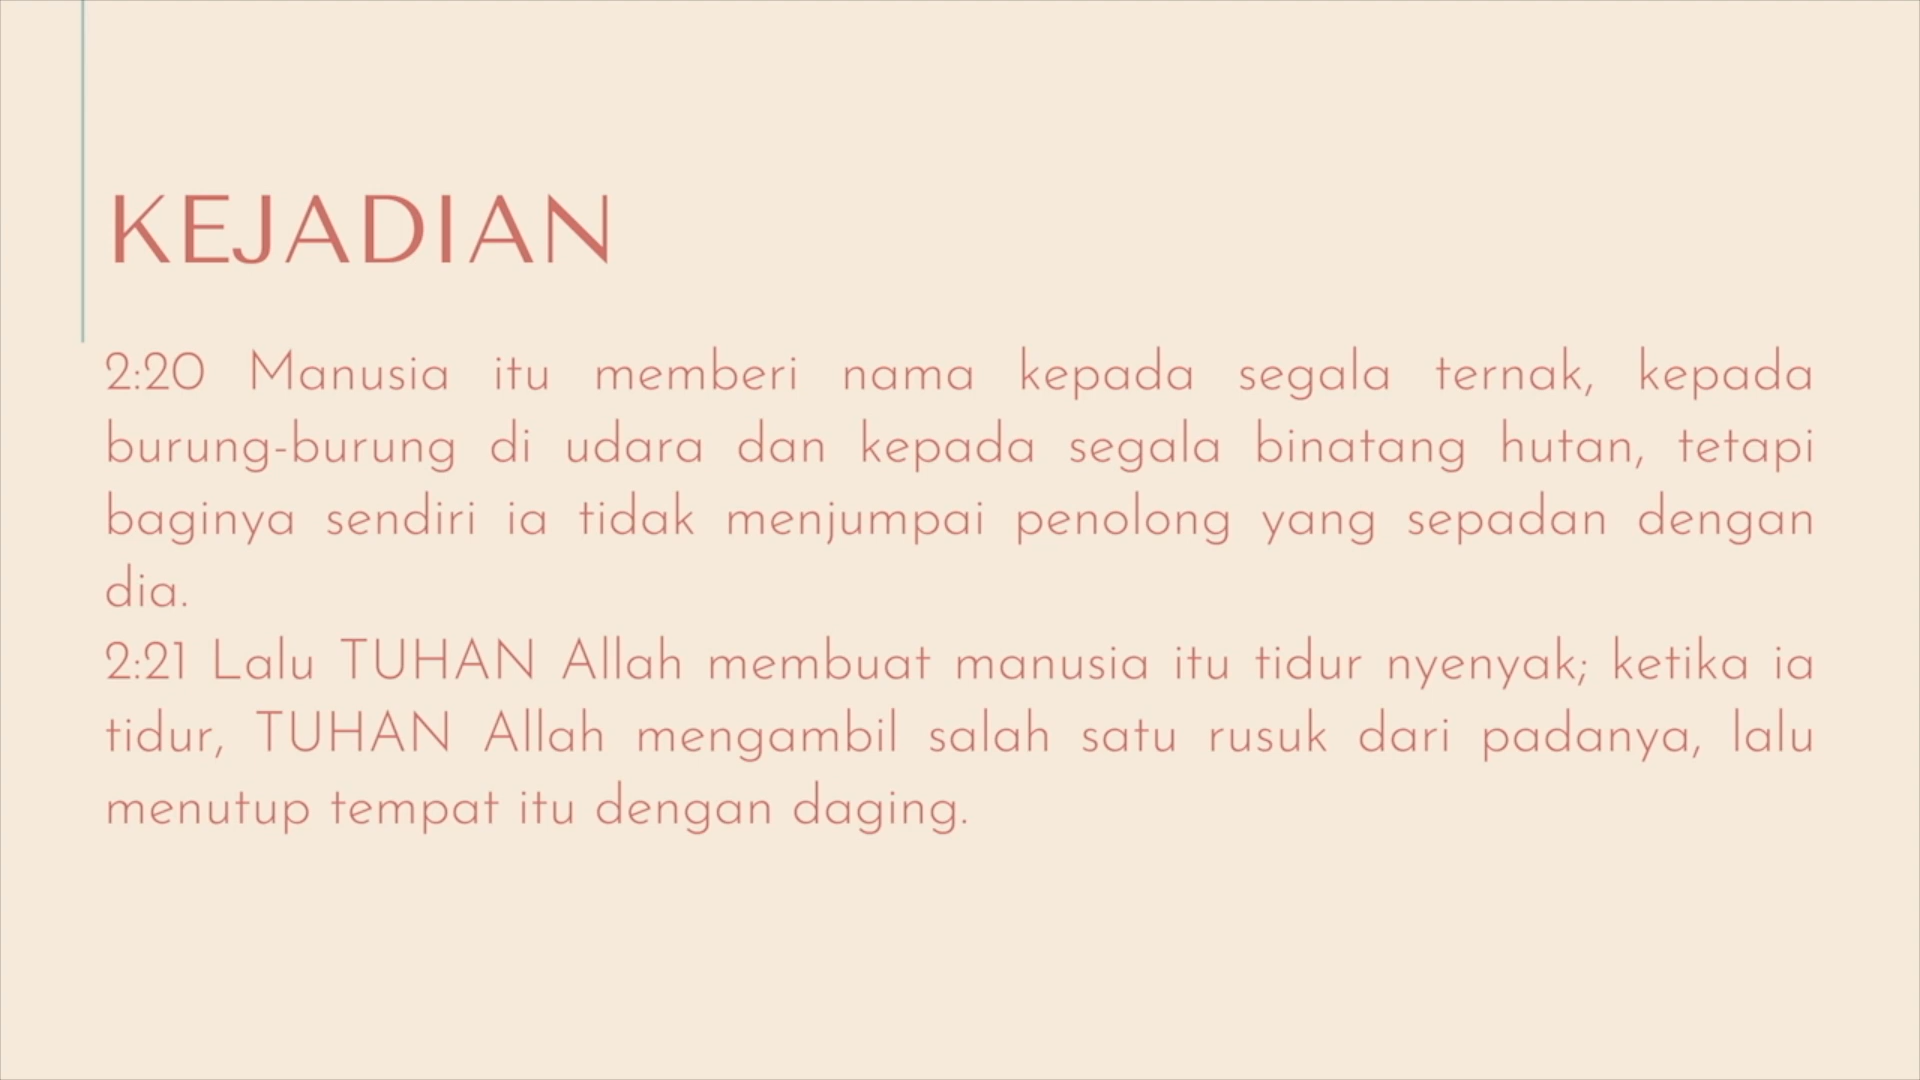 KEJADIAN
2:20 Manusia itu memberi nama kepada segala ternak, kepada
burung-burung di udara dan kepada segala binatang hutan, tetapi
baginya sendiri ia tidak menjumpai penolong yang sepadan dengan
dia.
2:21 Lalu TUHAN Allah membuat manusia itu tidur nyenyak; ketika ia
tidur, TUHAN Allah mengambil salah satu rusuk dari padanya, lalu
menutup tempat itu dengan daging.